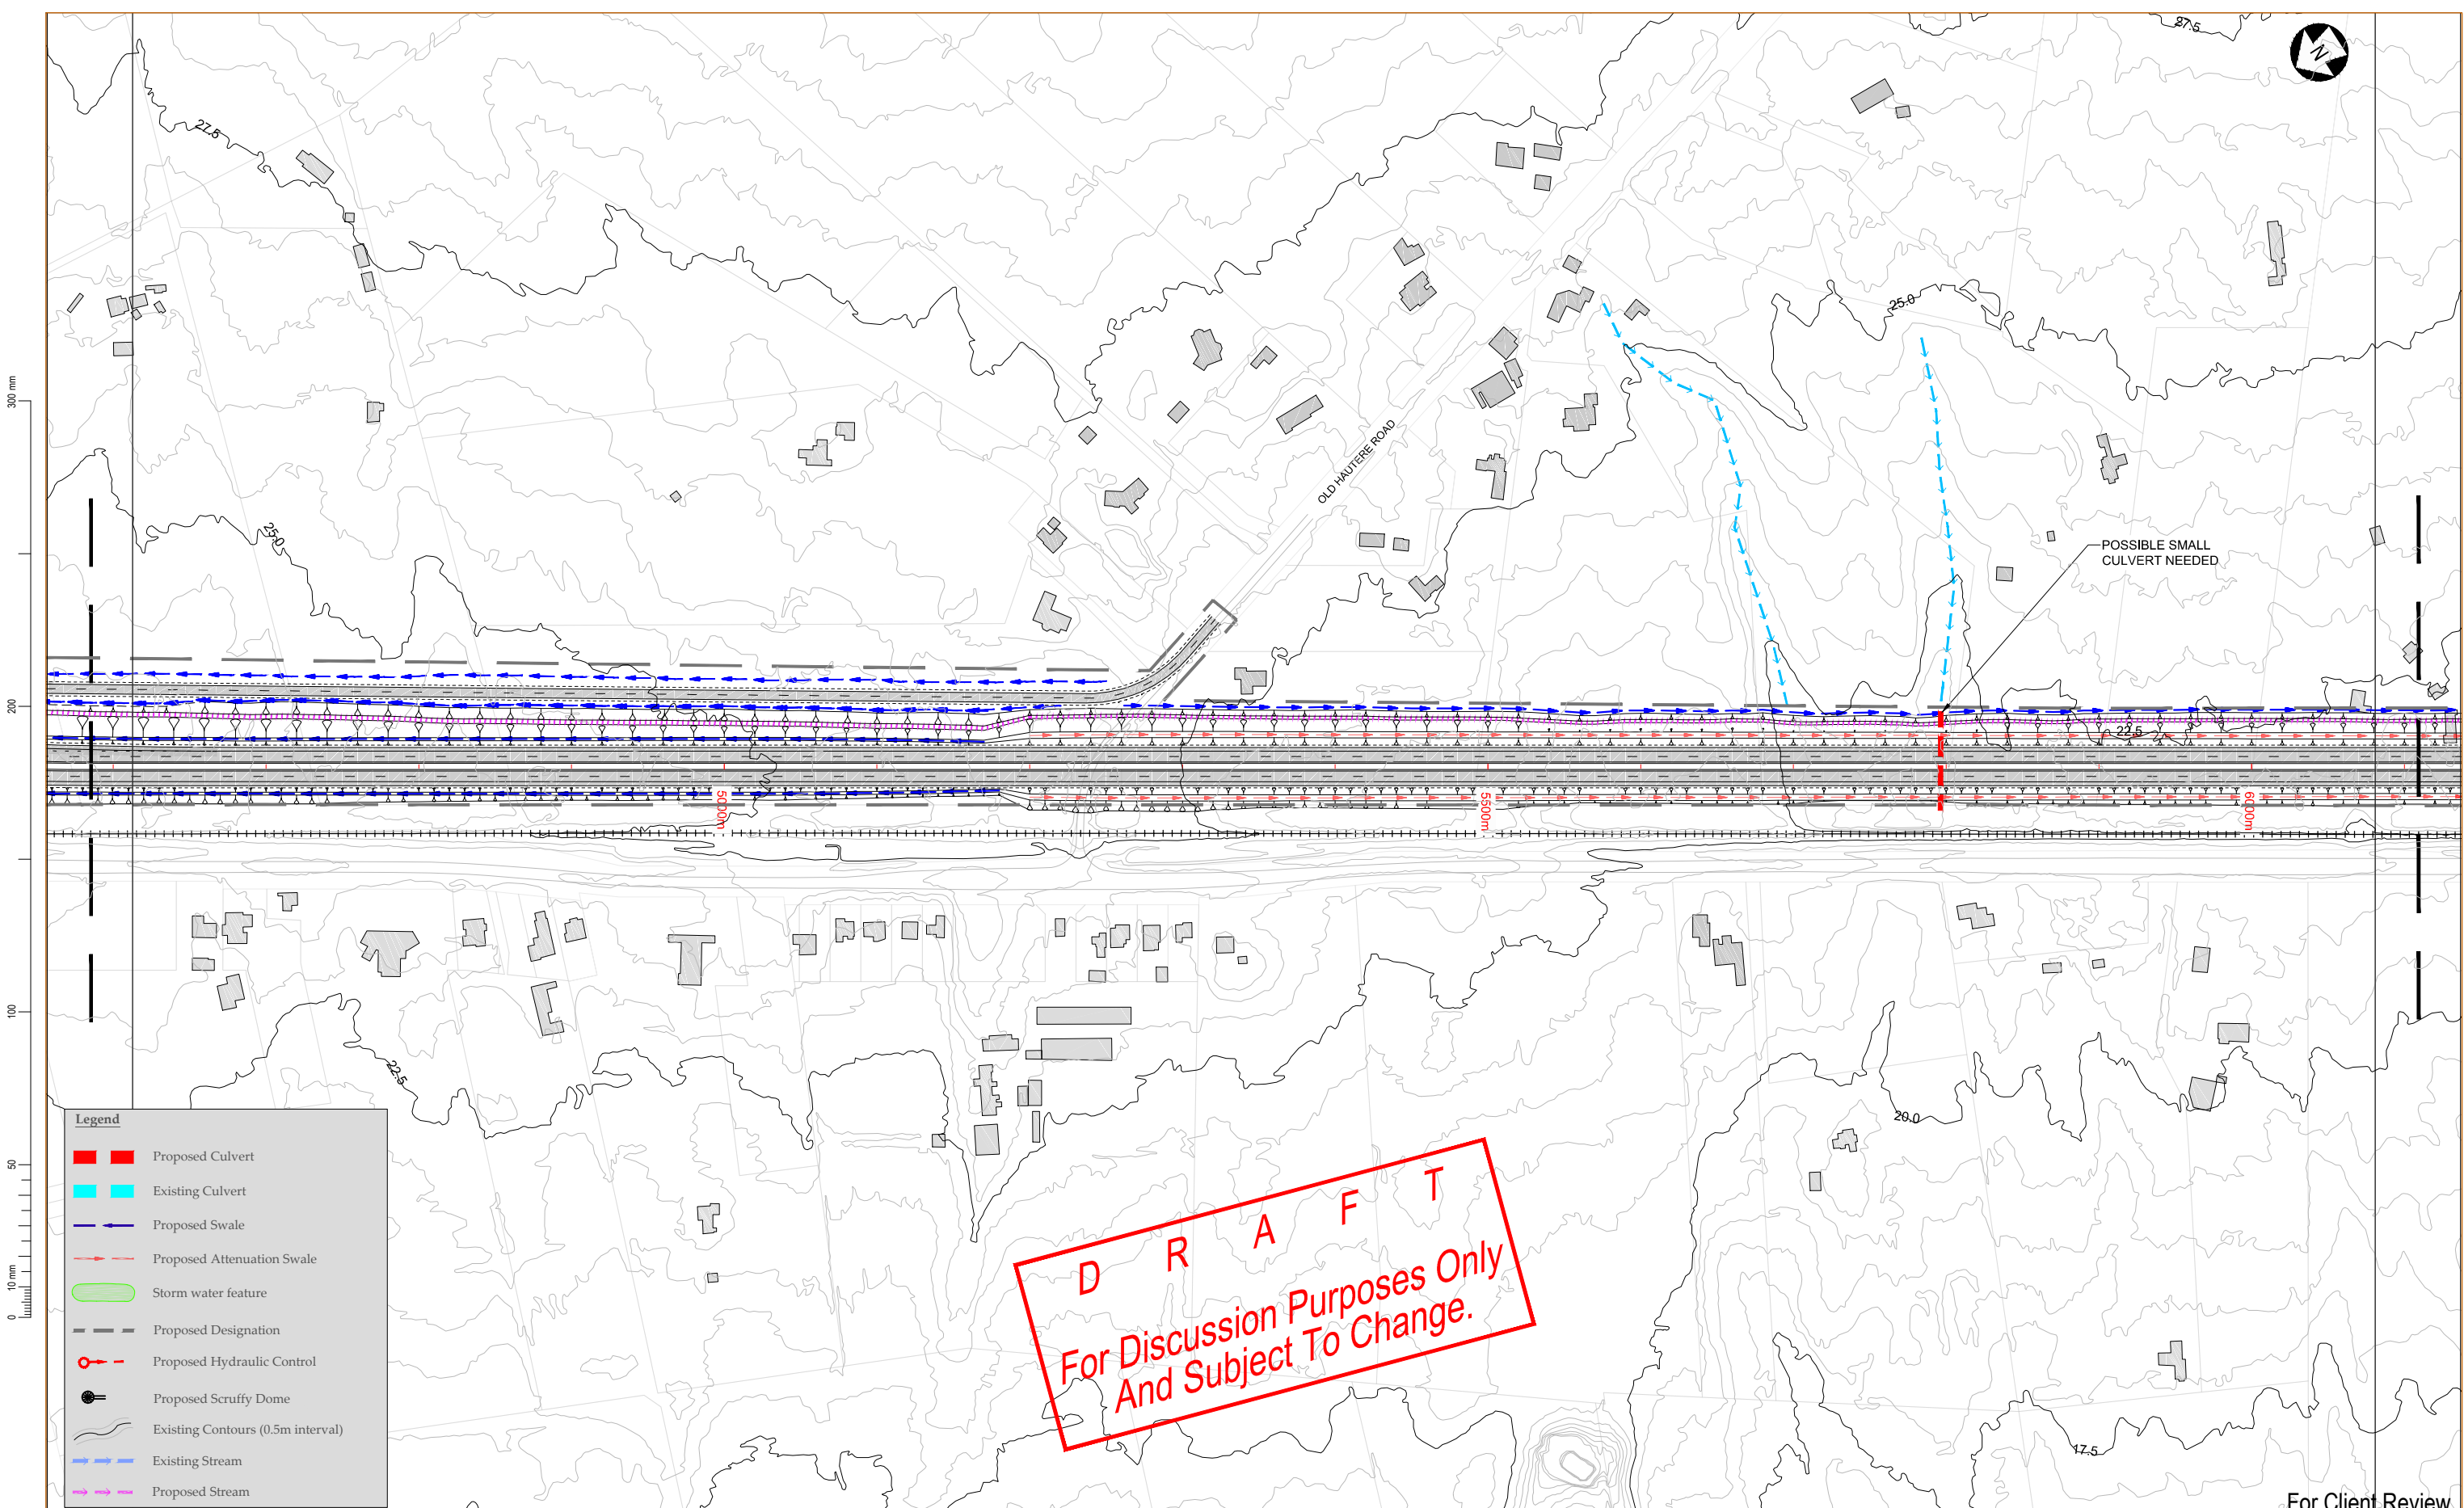 27.5
N
27.5
25.0
300 mm
OLD HAUTERE ROAD
25.0
POSSIBLE SMALL
CULVERT NEEDED
200
22.5
5000m
5500m
6000m
100
22.5
20.0
Legend
Proposed Culvert
50
Existing Culvert
Proposed Swale
Proposed Attenuation Swale
10 mm
Storm water feature
0
Proposed Designation
Proposed Hydraulic Control
Proposed Scruffy Dome
Existing Contours (0.5m interval)
Existing Stream
Proposed Stream
D R A F T
For Discussion Purposes Only
And Subject To Change.
17.5
For Client Review